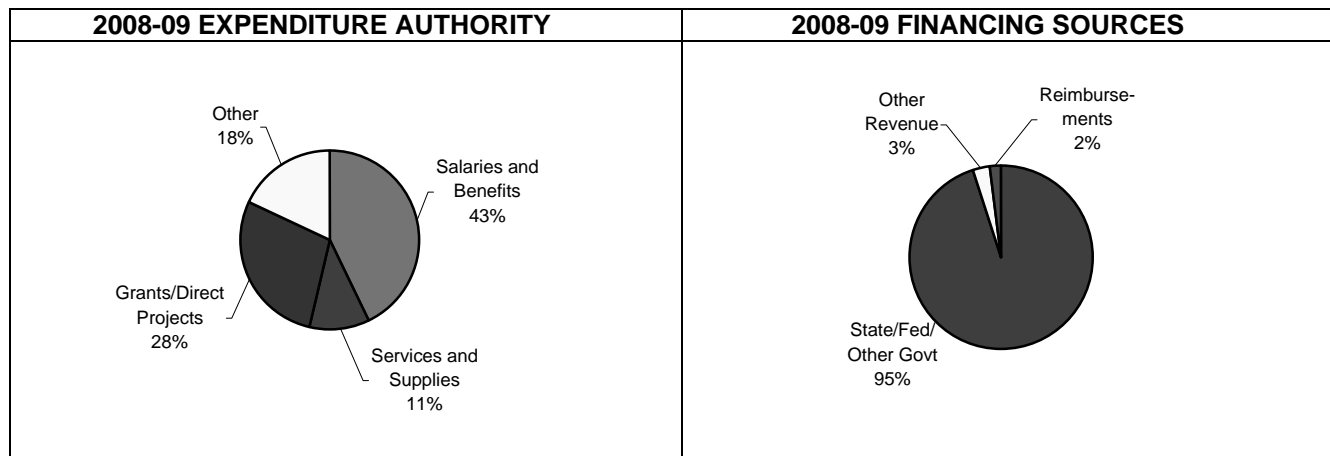 2008-09 EXPENDITURE AUTHORITY
Other
18%
Salaries and
Benefits
43%
Grants/Direct
Projects
28%
Services and
Supplies
11%
2008-09 FINANCING SOURCES
Other
Revenue
3%
Reimburse-
ments
2%
State/Fed/
Other Govt
95%